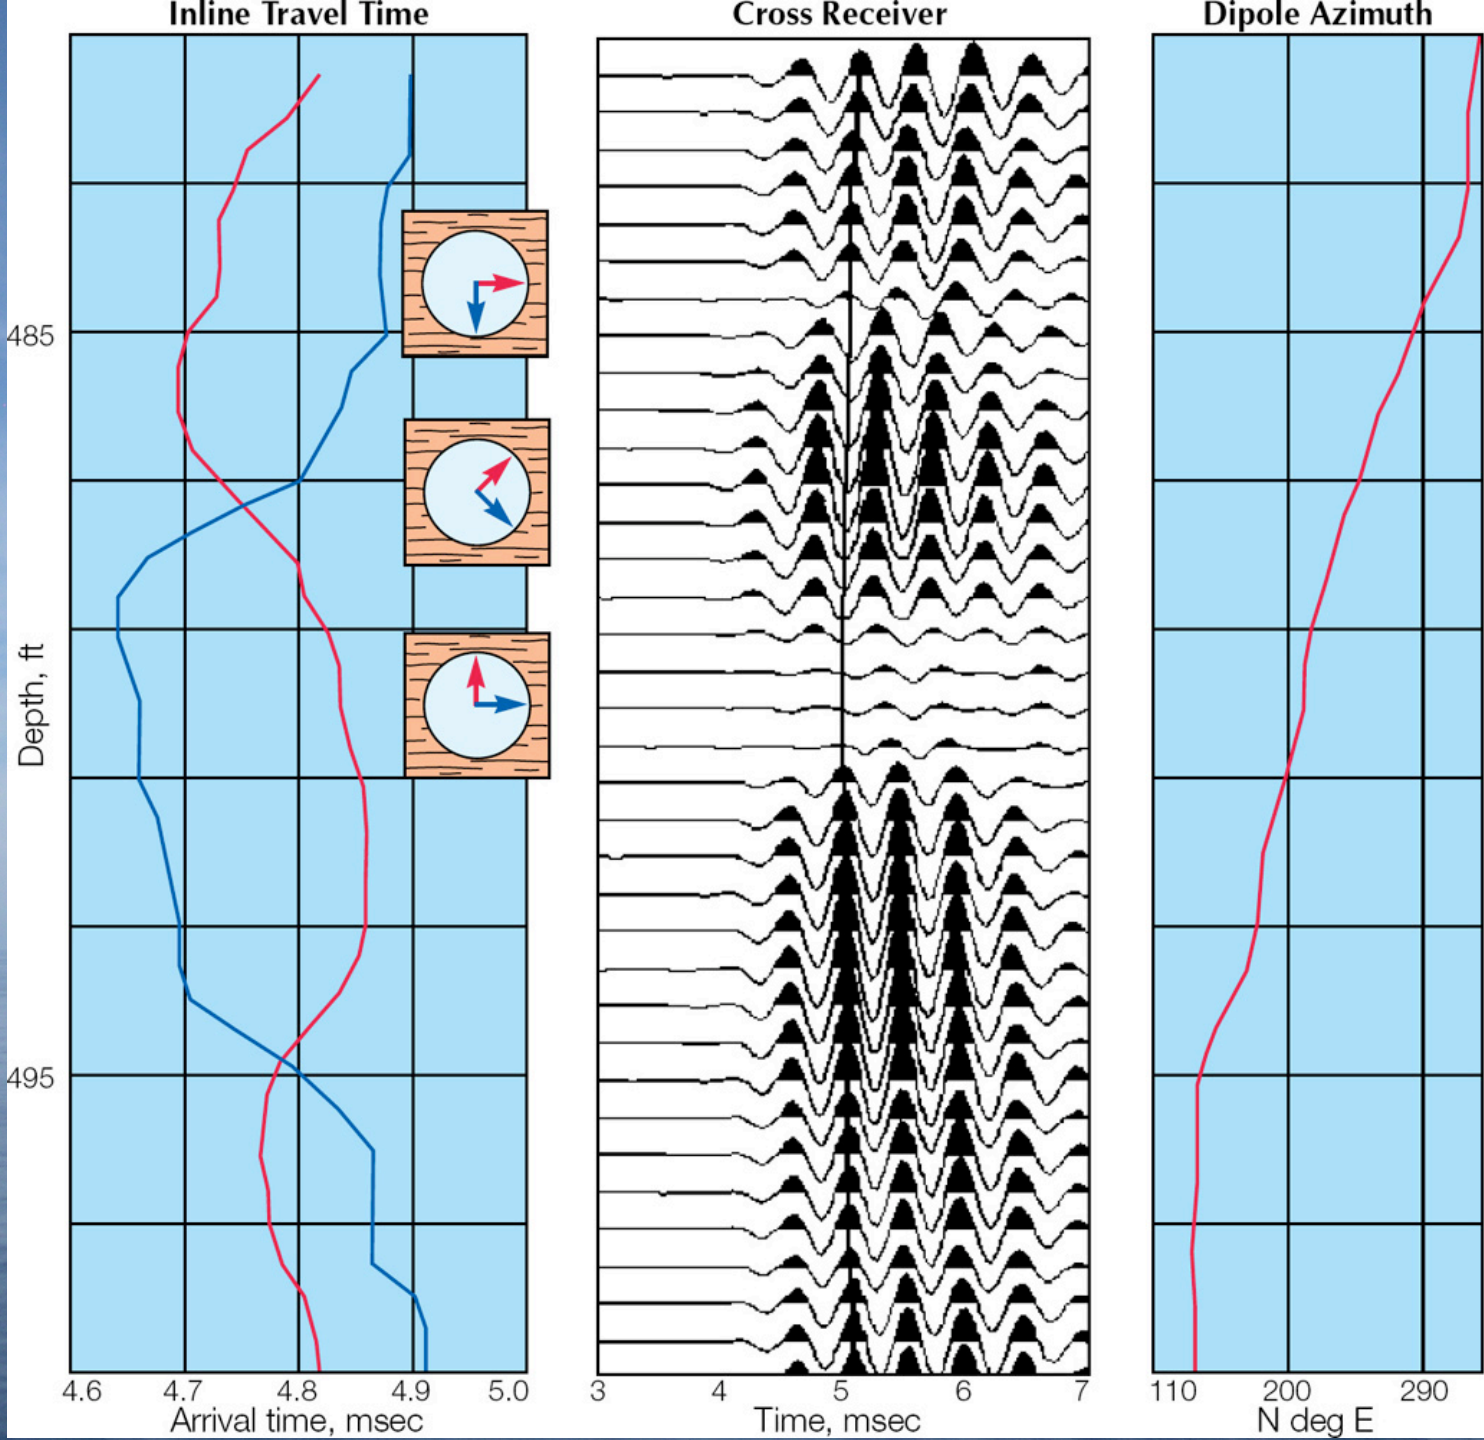 Inline Travel Time
Cross Receiver
Dipole Azimuth
Depth, ft
485
495
4.6 4.7 4.8 4.9 5.0
Arrival time, msec
3 4 5 6 7
Time, msec
110 200 290
N deg E